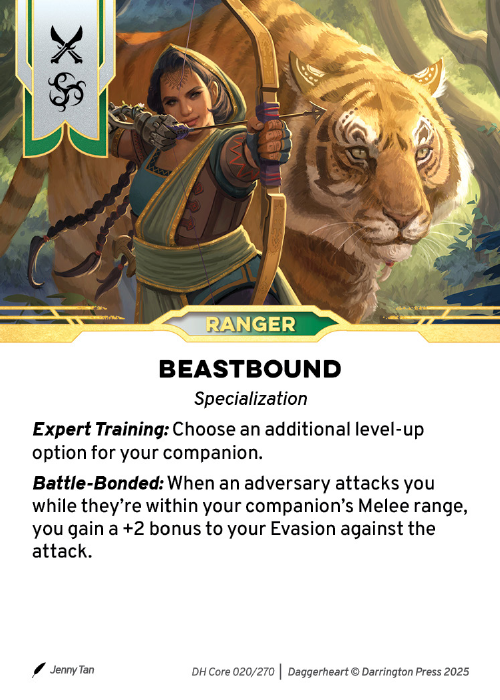 RANGER
BEASTBOUND
Specialization
Expert Training: Choose an additional level-up
option for your companion.
Battle-Bonded: When an adversary attacks you
while they’re within your companion’s Melee range,
you gain a +2 bonus to your Evasion against the
attack.
Jenny Tan DH Core 020/270 | Daggerheart © Darrington Press 2025